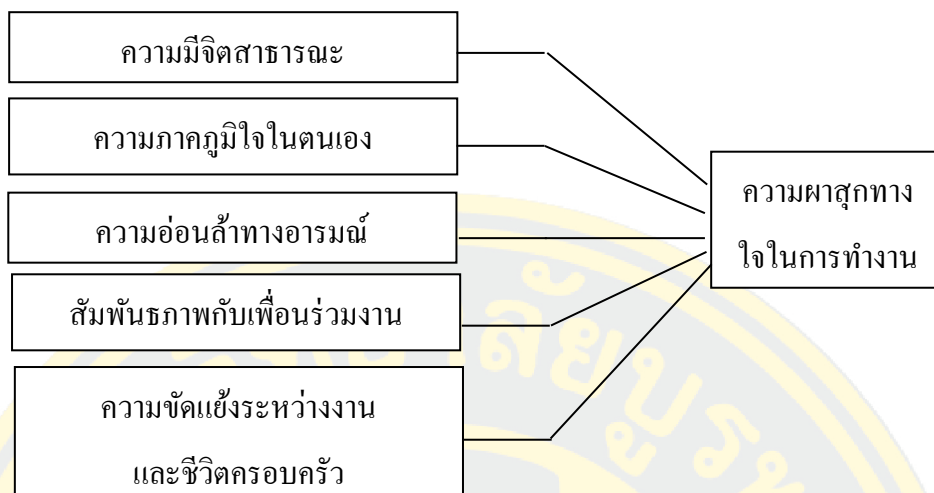 ความมีจิตสาธารณะ
ความภาคภูมิใจในตนเอง
ความอ่อนล้าทางอารมณ์
สัมพันธภาพกับเพื่อนร่วมงาน
ความขัดแย้งระหว่างงาน
และชีวิตครอบครัว
ความผาสุกทาง
ใจในการทำงาน